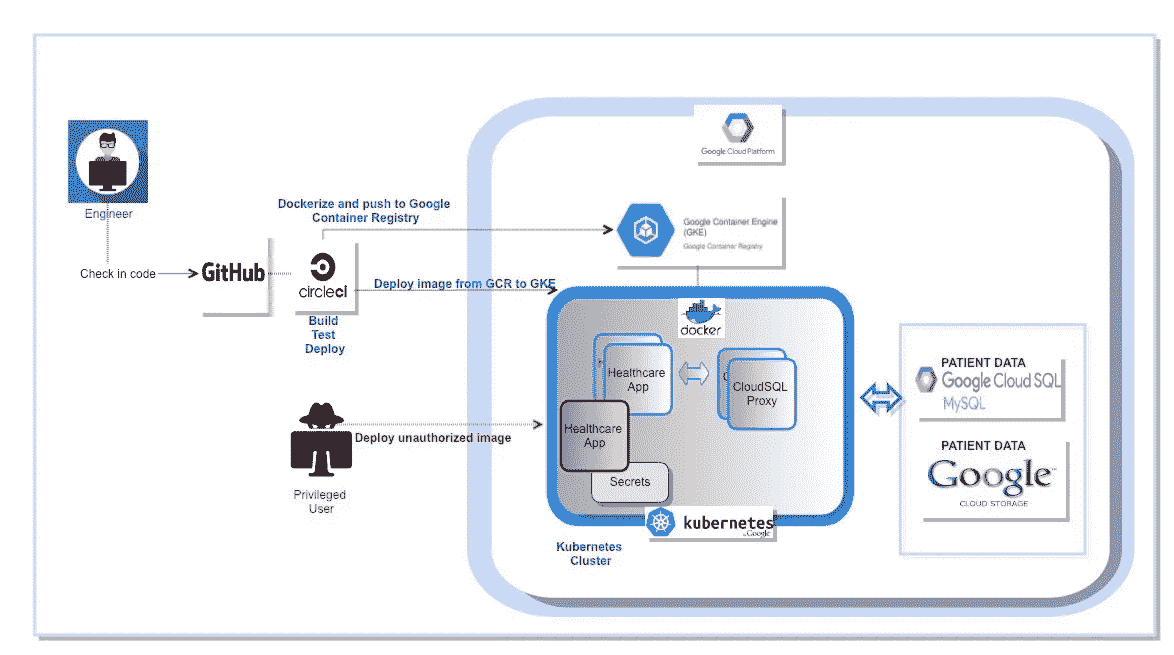 Google Cloud Platform
Engineer
Dockerize and push to Google
Container Registry
Google Container Engine
(GKE)
Google Container Registry
Check in code
GitHub
circleci
Deploy image from GCR to GKE
Build
Test
Deploy
docker
Healthcare
App
CloudSQL
Proxy
PATIENT DATA
Google Cloud SQL
MySQL
Deploy unauthorized image
Healthcare
App
Secrets
PATIENT DATA
Google
CLOUD STORAGE
Privileged
User
kubernetes
by Google
Kubernetes
Cluster